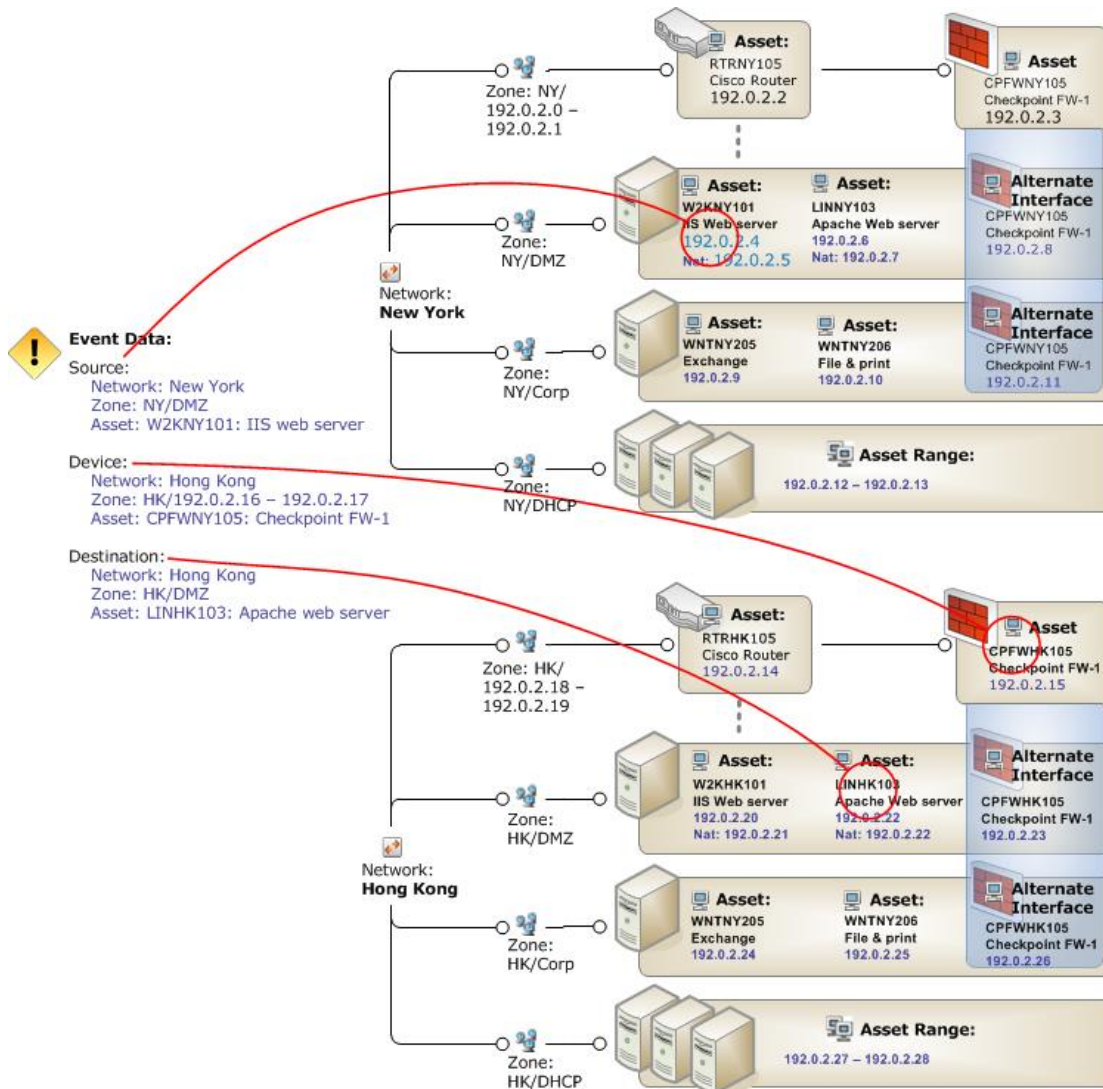 Asset:
RTRNY105
Cisco Router
192.0.2.2
Asset
CPFWNY105
Checkpoint FW-1
192.0.2.3
Zone: NY/
192.0.2.0 –
192.0.2.1
Asset:
W2KNY101
IIS Web server
192.0.2.4
Nat: 192.0.2.5
Asset:
LINNY103
Apache Web server
192.0.2.6
Nat: 192.0.2.7
Alternate
Interface
CPFWNY105
Checkpoint FW-1
192.0.2.8
Zone:
NY/DMZ
Network:
New York
Asset:
WNTNY205
Exchange
192.0.2.9
Asset:
WNTNY206
File & print
192.0.2.10
Alternate
Interface
CPFWNY105
Checkpoint FW-1
192.0.2.11
Zone:
NY/Corp
Asset Range:
192.0.2.12 – 192.0.2.13
Zone:
NY/DHCP
Event Data:
Source:
Network: New York
Zone: NY/DMZ
Asset: W2KNY101: IIS web server
Device:
Network: Hong Kong
Zone: HK/192.0.2.16 – 192.0.2.17
Asset: CPFWNY105: Checkpoint FW-1
Destination:
Network: Hong Kong
Zone: HK/DMZ
Asset: LINHK103: Apache web server
Asset:
RTRHK105
Cisco Router
192.0.2.14
Asset
CPFWHK105
Checkpoint FW-1
192.0.2.15
Zone: HK/
192.0.2.18 –
192.0.2.19
Asset:
W2KHK101
IIS Web server
192.0.2.20
Nat: 192.0.2.21
Asset:
LINHK103
Apache Web server
192.0.2.22
Nat: 192.0.2.22
Alternate
Interface
CPFWHK105
Checkpoint FW-1
192.0.2.23
Zone:
HK/DMZ
Network:
Hong Kong
Asset:
WNTNY205
Exchange
192.0.2.24
Asset:
WNTNY206
File & print
192.0.2.25
Alternate
Interface
CPFWHK105
Checkpoint FW-1
192.0.2.26
Zone:
HK/Corp
Asset Range:
192.0.2.27 – 192.0.2.28
Zone:
HK/DHCP